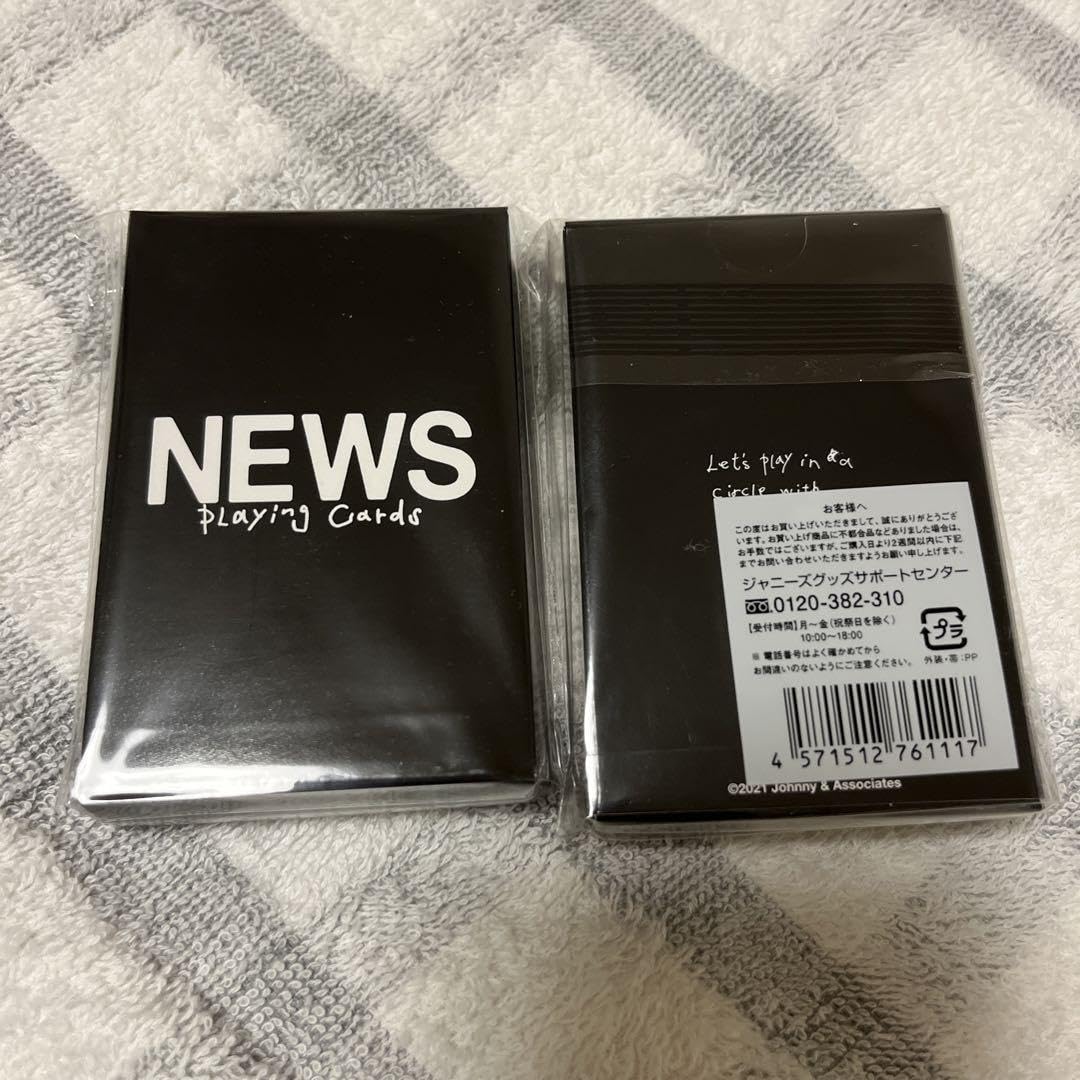 NEWS
playing cards
Let's play in a
circle with
お客様へ
この度はお買い上げいただきまして、誠にありがとうござ
います。お買い上げ商品に不都合品などありました場合は、
お手数ではございますが、ご購入日より2週間以内に下記
までお問い合わせいただきますようお願い申し上げます。
ジャニーズグッズサポートセンター
0120-382-310
【受付時間】月〜金(祝祭日を除く)
10:00〜18:00
※ 電話番号はよく確かめてから
お間違いのないようにご注意ください。
プラ
外装・帯:PP
4 571512 761117
©2021 Johnny & Associates